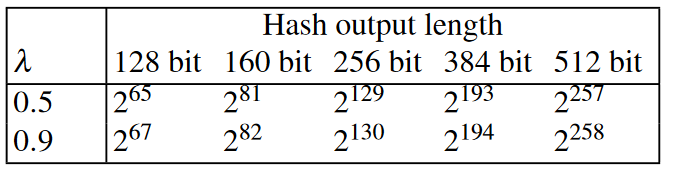 Hash output length
λ 128 bit 160 bit 256 bit 384 bit 512 bit
0.5 2^65 2^81 2^129 2^193 2^257
0.9 2^67 2^82 2^130 2^194 2^258